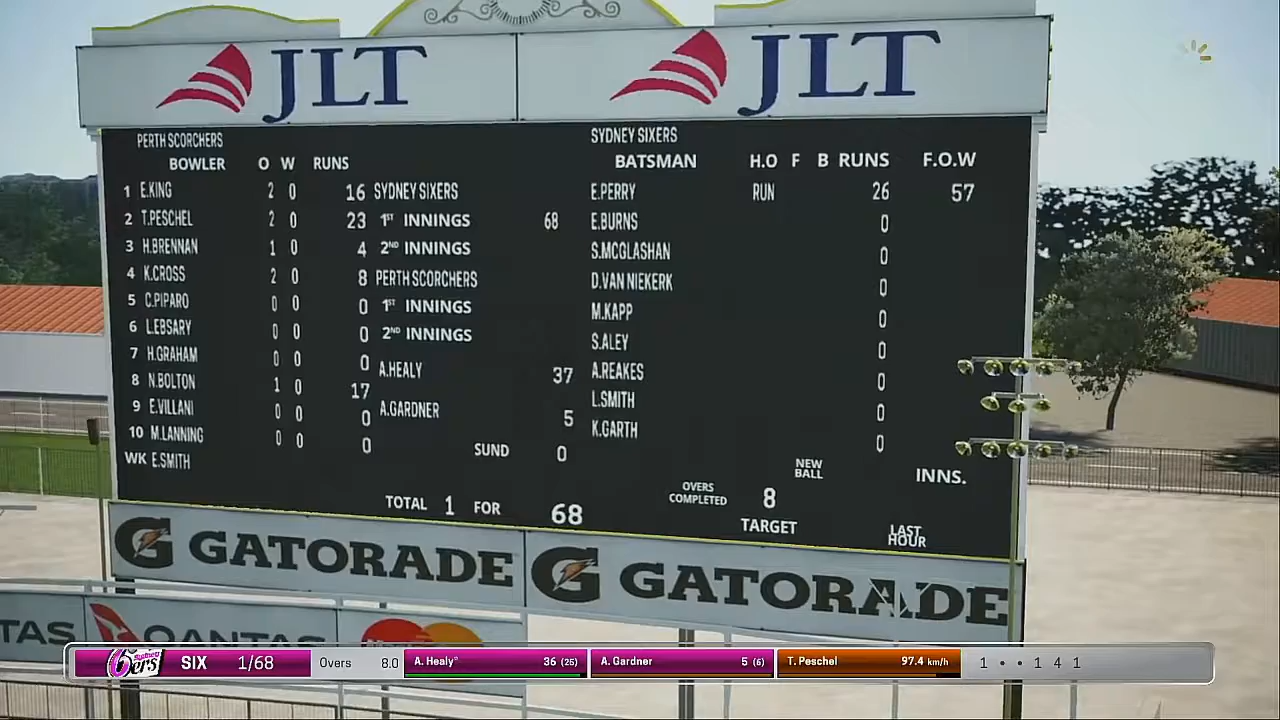 JLT JLT
PERTH SCORCHERS SYDNEY SIXERS
BOWLER O W RUNS BATSMAN H.O F B RUNS F.O.W
1 E.KING 2 0 16 SYDNEY SIXERS E.PERRY RUN 26 57
2 T.PESCHEL 2 0 23 1ST INNINGS 68 E.BURNS 0
3 H.BRENNAN 1 0 4 2ND INNINGS S.MCGLASHAN 0
4 K.CROSS 2 0 8 PERTH SCORCHERS D.VAN NIEKERK 0
5 C.PIPARO 0 0 0 1ST INNINGS M.KAPP 0
6 L.EBSARY 0 0 0 2ND INNINGS S.ALEY 0
7 H.GRAHAM 0 0 0 A.HEALY 37 A.REAKES 0
8 N.BOLTON 1 0 17 A.GARDNER 5 L.SMITH 0
9 E.VILLANI 0 0 0 K.GARTH 0
10 M.LANNING 0 0 0 SUND 0
WK E.SMITH NEW BALL INNS.
TOTAL 1 FOR 68 OVERS COMPLETED 8
TARGET LAST HOUR
GATORADE GATORADE
TAS QANTAS
SYDNEY 6ers SIX 1/68 Overs 8.0 A. Healy* 36 (25) A. Gardner 5 (6) T. Peschel 97.4 km/h 1 • • 1 4 1